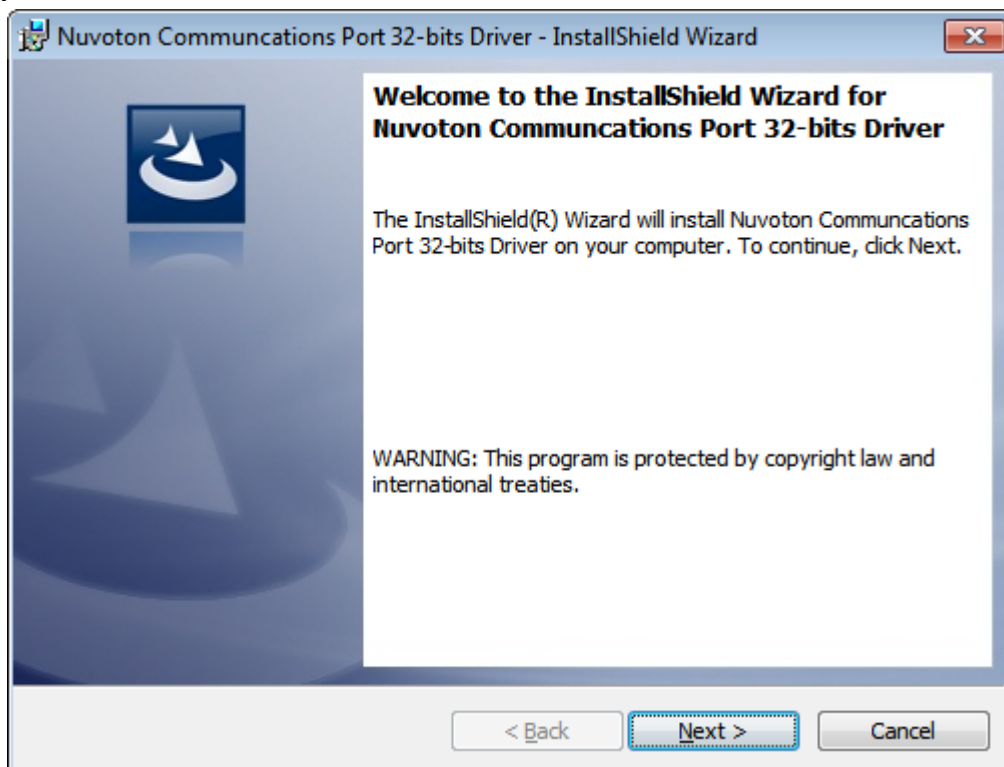 Nuvoton Communcations Port 32-bits Driver - InstallShield Wizard
Welcome to the InstallShield Wizard for
Nuvoton Communcations Port 32-bits Driver
The InstallShield(R) Wizard will install Nuvoton Communcations
Port 32-bits Driver on your computer. To continue, click Next.
WARNING: This program is protected by copyright law and
international treaties.
< Back
Next >
Cancel